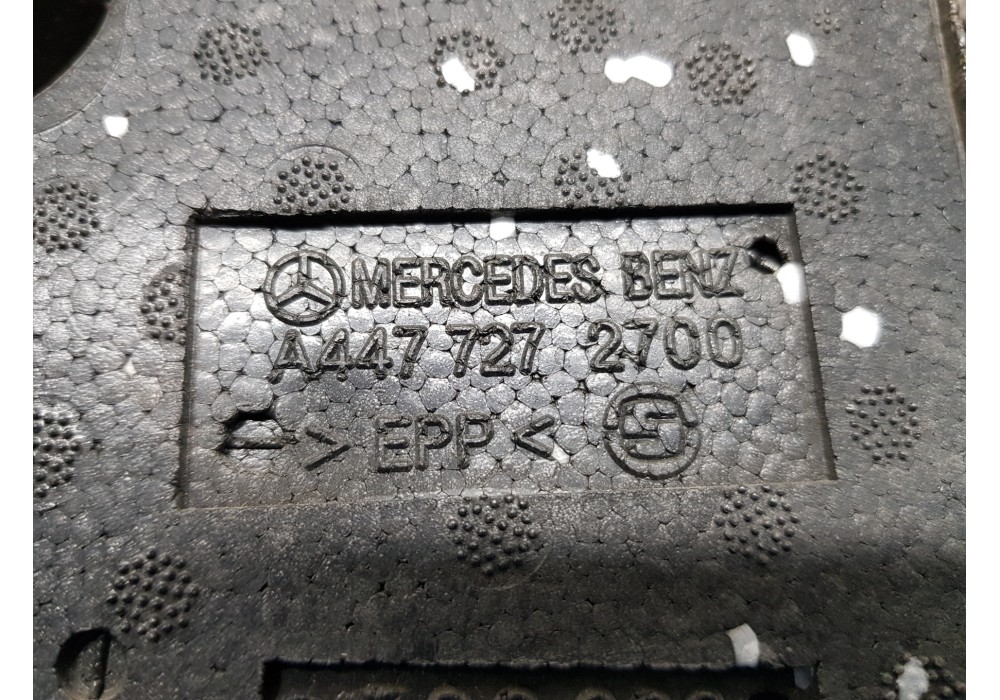 MERCEDES BENZ
A447 727 2700
> EPP <